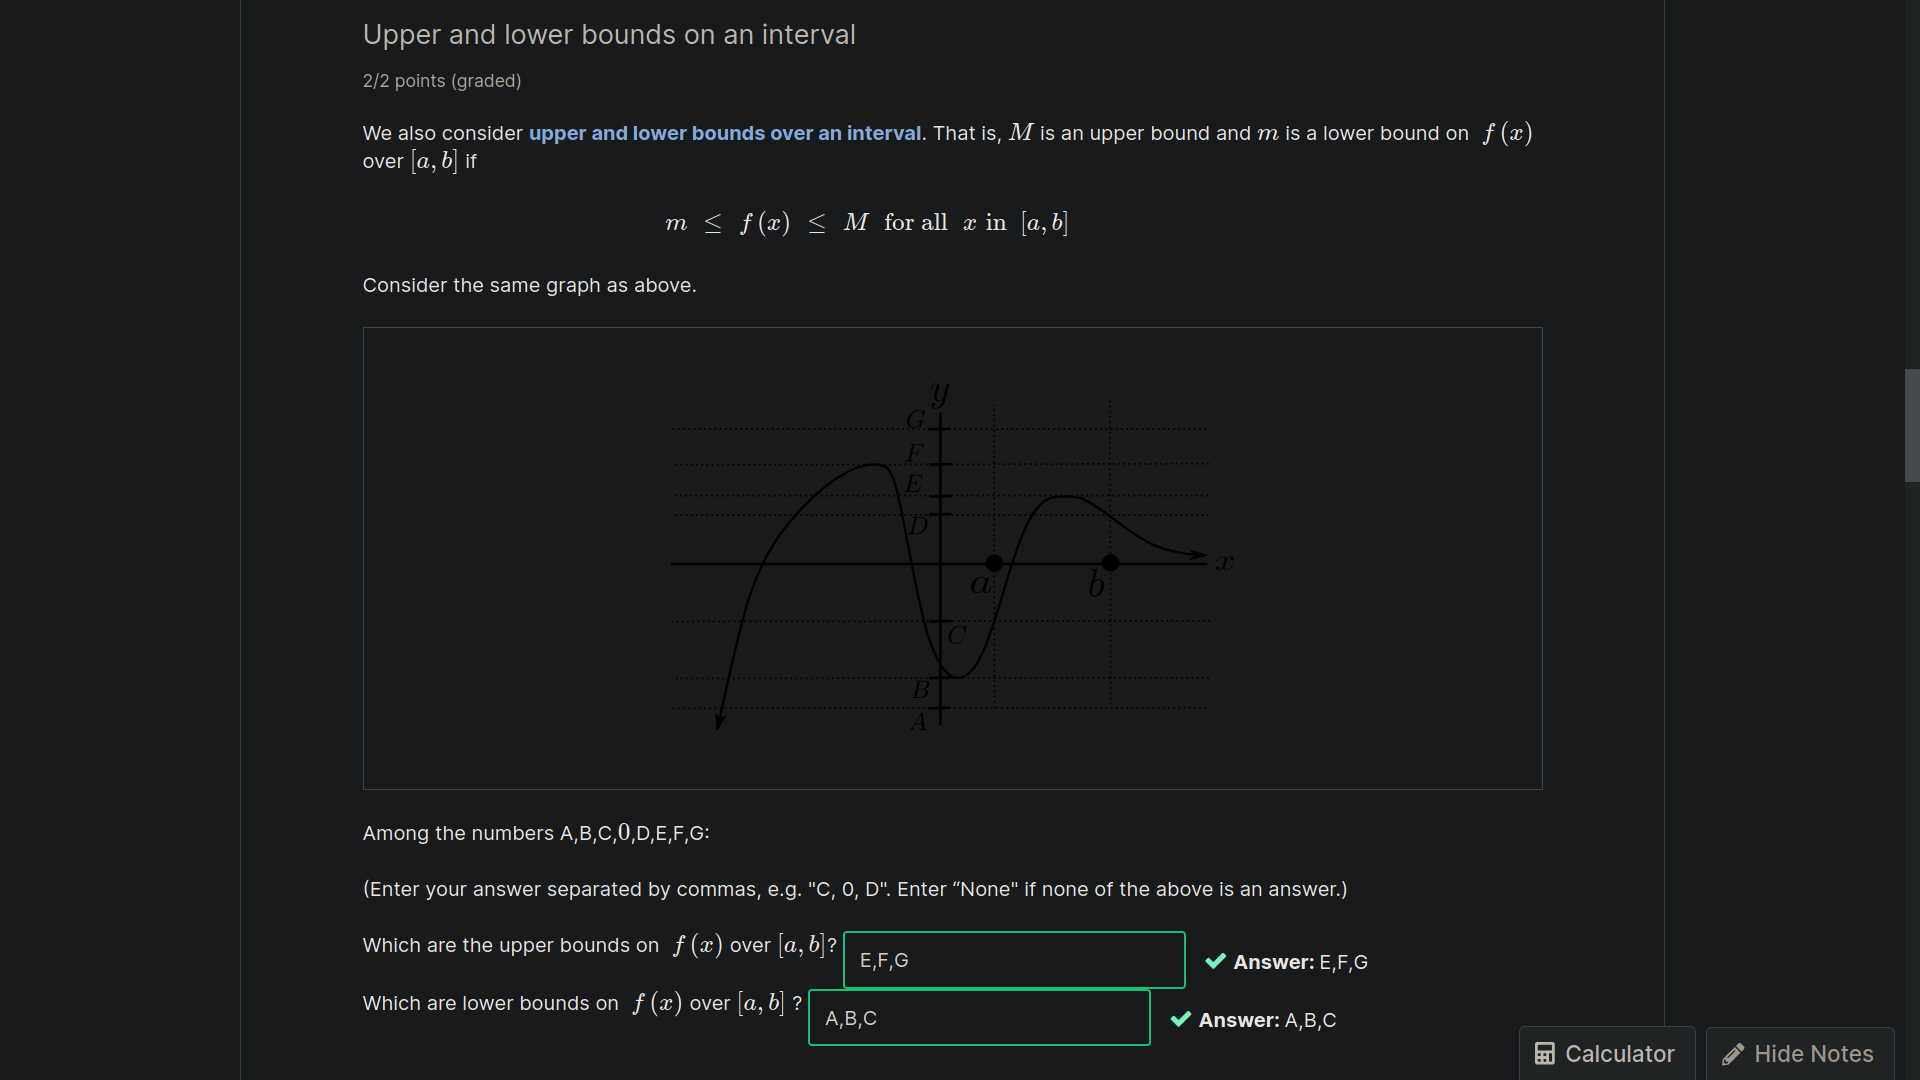 Upper and lower bounds on an interval
2/2 points (graded)
We also consider upper and lower bounds over an interval. That is, M is an upper bound and m is a lower bound on f (x)
over [a, b] if
m ≤ f (x) ≤ M for all x in [a, b]
Consider the same graph as above.
y
G
F
E
D
x
a
b
C
B
A
Among the numbers A,B,C,0,D,E,F,G:
(Enter your answer separated by commas, e.g. "C, 0, D". Enter “None" if none of the above is an answer.)
Which are the upper bounds on f (x) over [a, b]? E,F,G Answer: E,F,G
Which are lower bounds on f (x) over [a, b] ? A,B,C Answer: A,B,C
Calculator
Hide Notes